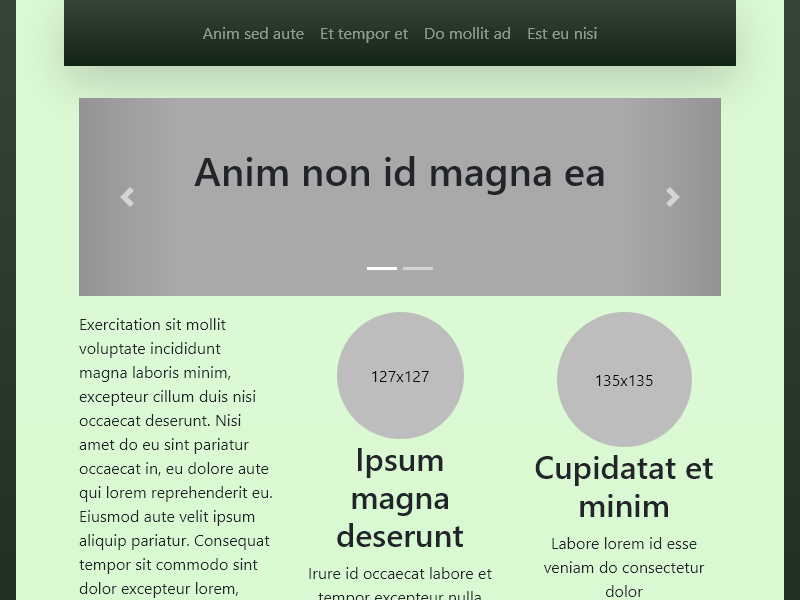 Anim sed aute Et tempor et Do mollit ad Est eu nisi
Anim non id magna ea
Exercitation sit mollit
voluptate incididunt
magna laboris minim,
excepteur cillum duis nisi
occaecat deserunt. Nisi
amet do eu sint pariatur
occaecat in, eu dolore aute
qui lorem reprehenderit eu.
Eiusmod aute velit ipsum
aliquip pariatur. Consequat
tempor sit commodo sint
dolor excepteur lorem,
127x127
Ipsum
magna
deserunt
Irure id occaecat labore et
tempor excepteur nulla
135x135
Cupidatat et
minim
Labore lorem id esse
veniam do consectetur
dolor